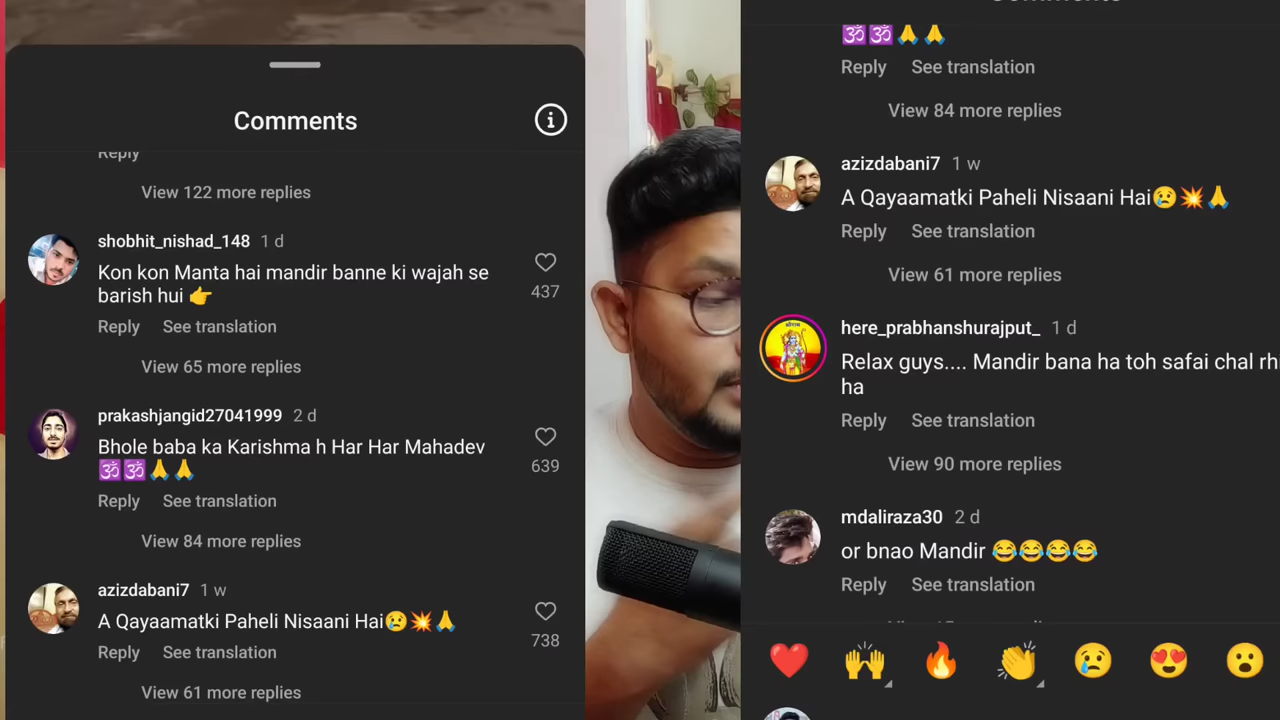 Comments
Reply
View 122 more replies
shobhit_nishad_148 1 d
Kon kon Manta hai mandir banne ki wajah se
barish hui 👉
437
Reply See translation
View 65 more replies
prakashjangid27041999 2 d
Bhole baba ka Karishma h Har Har Mahadev
🕉️🕉️🙏🙏
639
Reply See translation
View 84 more replies
azizdabani7 1 w
A Qayaamatki Paheli Nisaani Hai😢💥🙏
738
Reply See translation
View 61 more replies
🕉️🕉️🙏🙏
Reply See translation
View 84 more replies
azizdabani7 1 w
A Qayaamatki Paheli Nisaani Hai😢💥🙏
Reply See translation
View 61 more replies
here_prabhanshurajput_ 1 d
Relax guys.... Mandir bana ha toh safai chal rh
ha
Reply See translation
View 90 more replies
mdaliraza30 2 d
or bnao Mandir 😂😂😂😂
Reply See translation
❤️🙌🔥👏😢😍😮